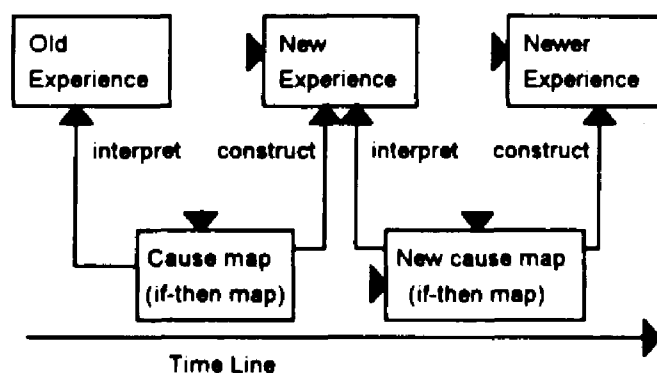 Old
Experience
New
Experience
Newer
Experience
interpret
construct
interpret
construct
Cause map
(if-then map)
New cause map
(if-then map)
Time Line